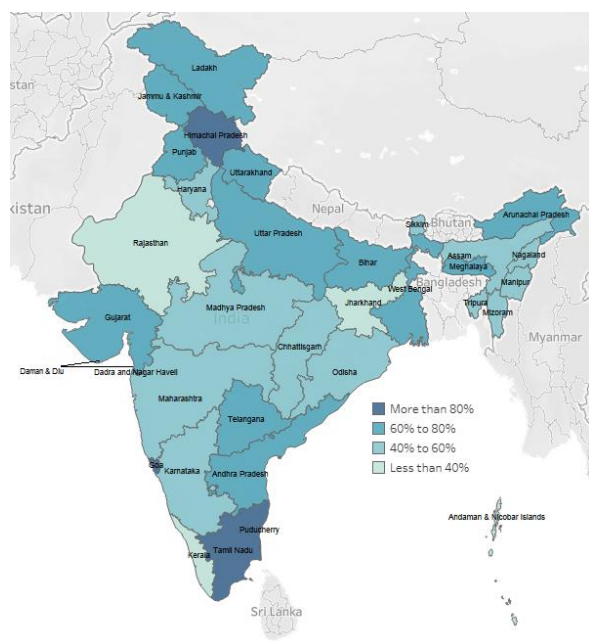 Ladakh
Jammu & Kashmir
Himachal Pradesh
Punjab
Uttarakhand
Haryana
Nepal
Bhutan
Sikkim
Arunachal Pradesh
kistan
Rajasthan
Uttar Pradesh
Bihar
Assam
Nagaland
Meghalaya
Manipur
West Bengal
Bangladesh
Jharkhand
Tripura
Mizoram
Gujarat
Madhya Pradesh
India
Myanmar
Chhattisgarh
Odisha
Daman & Diu
Dadra and Nagar Haveli
Maharashtra
Telangana
More than 80%
60% to 80%
40% to 60%
Less than 40%
Goa
Karnataka
Andhra Pradesh
Andaman & Nicobar Islands
Puducherry
Kerala
Tamil Nadu
Sri Lanka